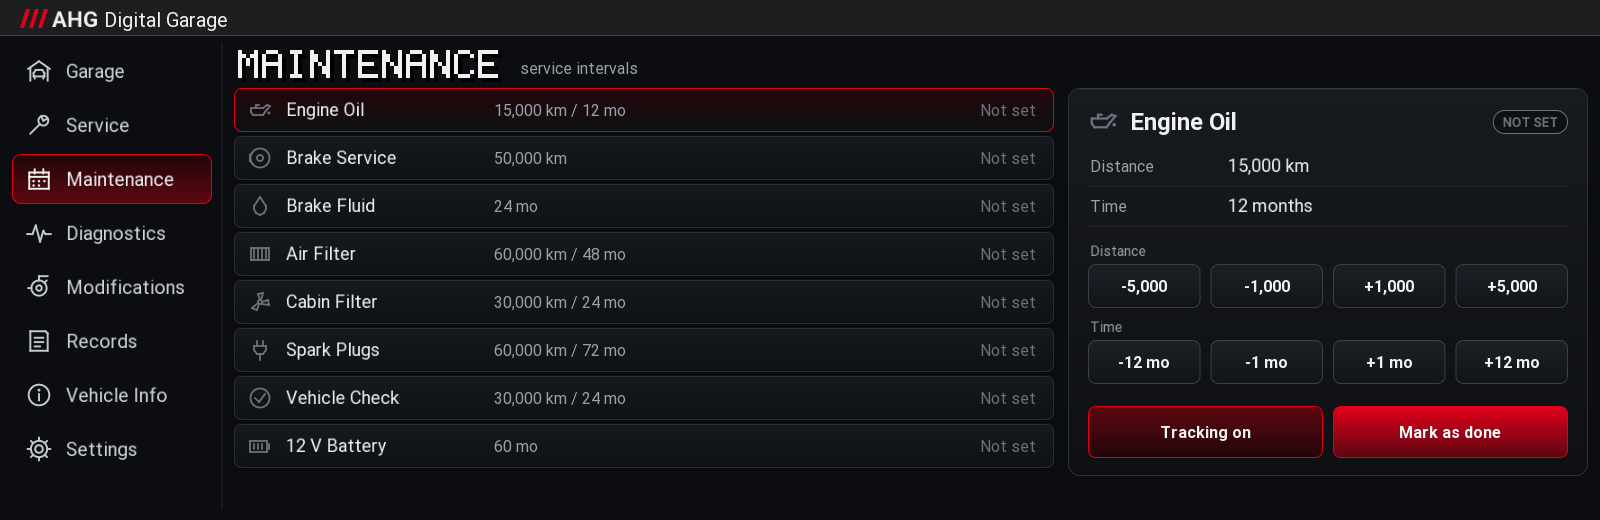 AHG Digital Garage
Garage
Service
Maintenance
Diagnostics
Modifications
Records
Vehicle Info
Settings
MAINTENANCE service intervals
Engine Oil 15,000 km / 12 mo Not set
Brake Service 50,000 km Not set
Brake Fluid 24 mo Not set
Air Filter 60,000 km / 48 mo Not set
Cabin Filter 30,000 km / 24 mo Not set
Spark Plugs 60,000 km / 72 mo Not set
Vehicle Check 30,000 km / 24 mo Not set
12 V Battery 60 mo Not set
Engine Oil NOT SET
Distance 15,000 km
Time 12 months
Distance
-5,000 -1,000 +1,000 +5,000
Time
-12 mo -1 mo +1 mo +12 mo
Tracking on Mark as done